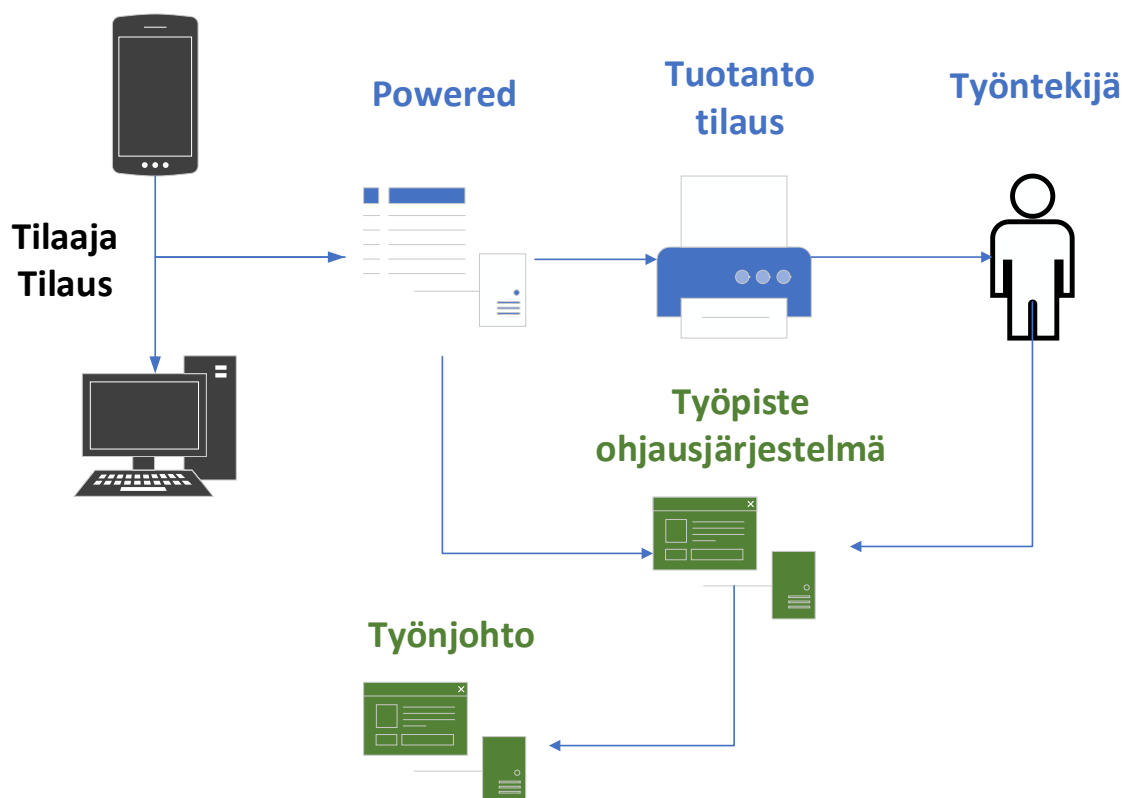 Powered
Tuotanto
tilaus
Työntekijä
Tilaaja
Tilaus
Työpiste
ohjausjärjestelmä
Työnjohto